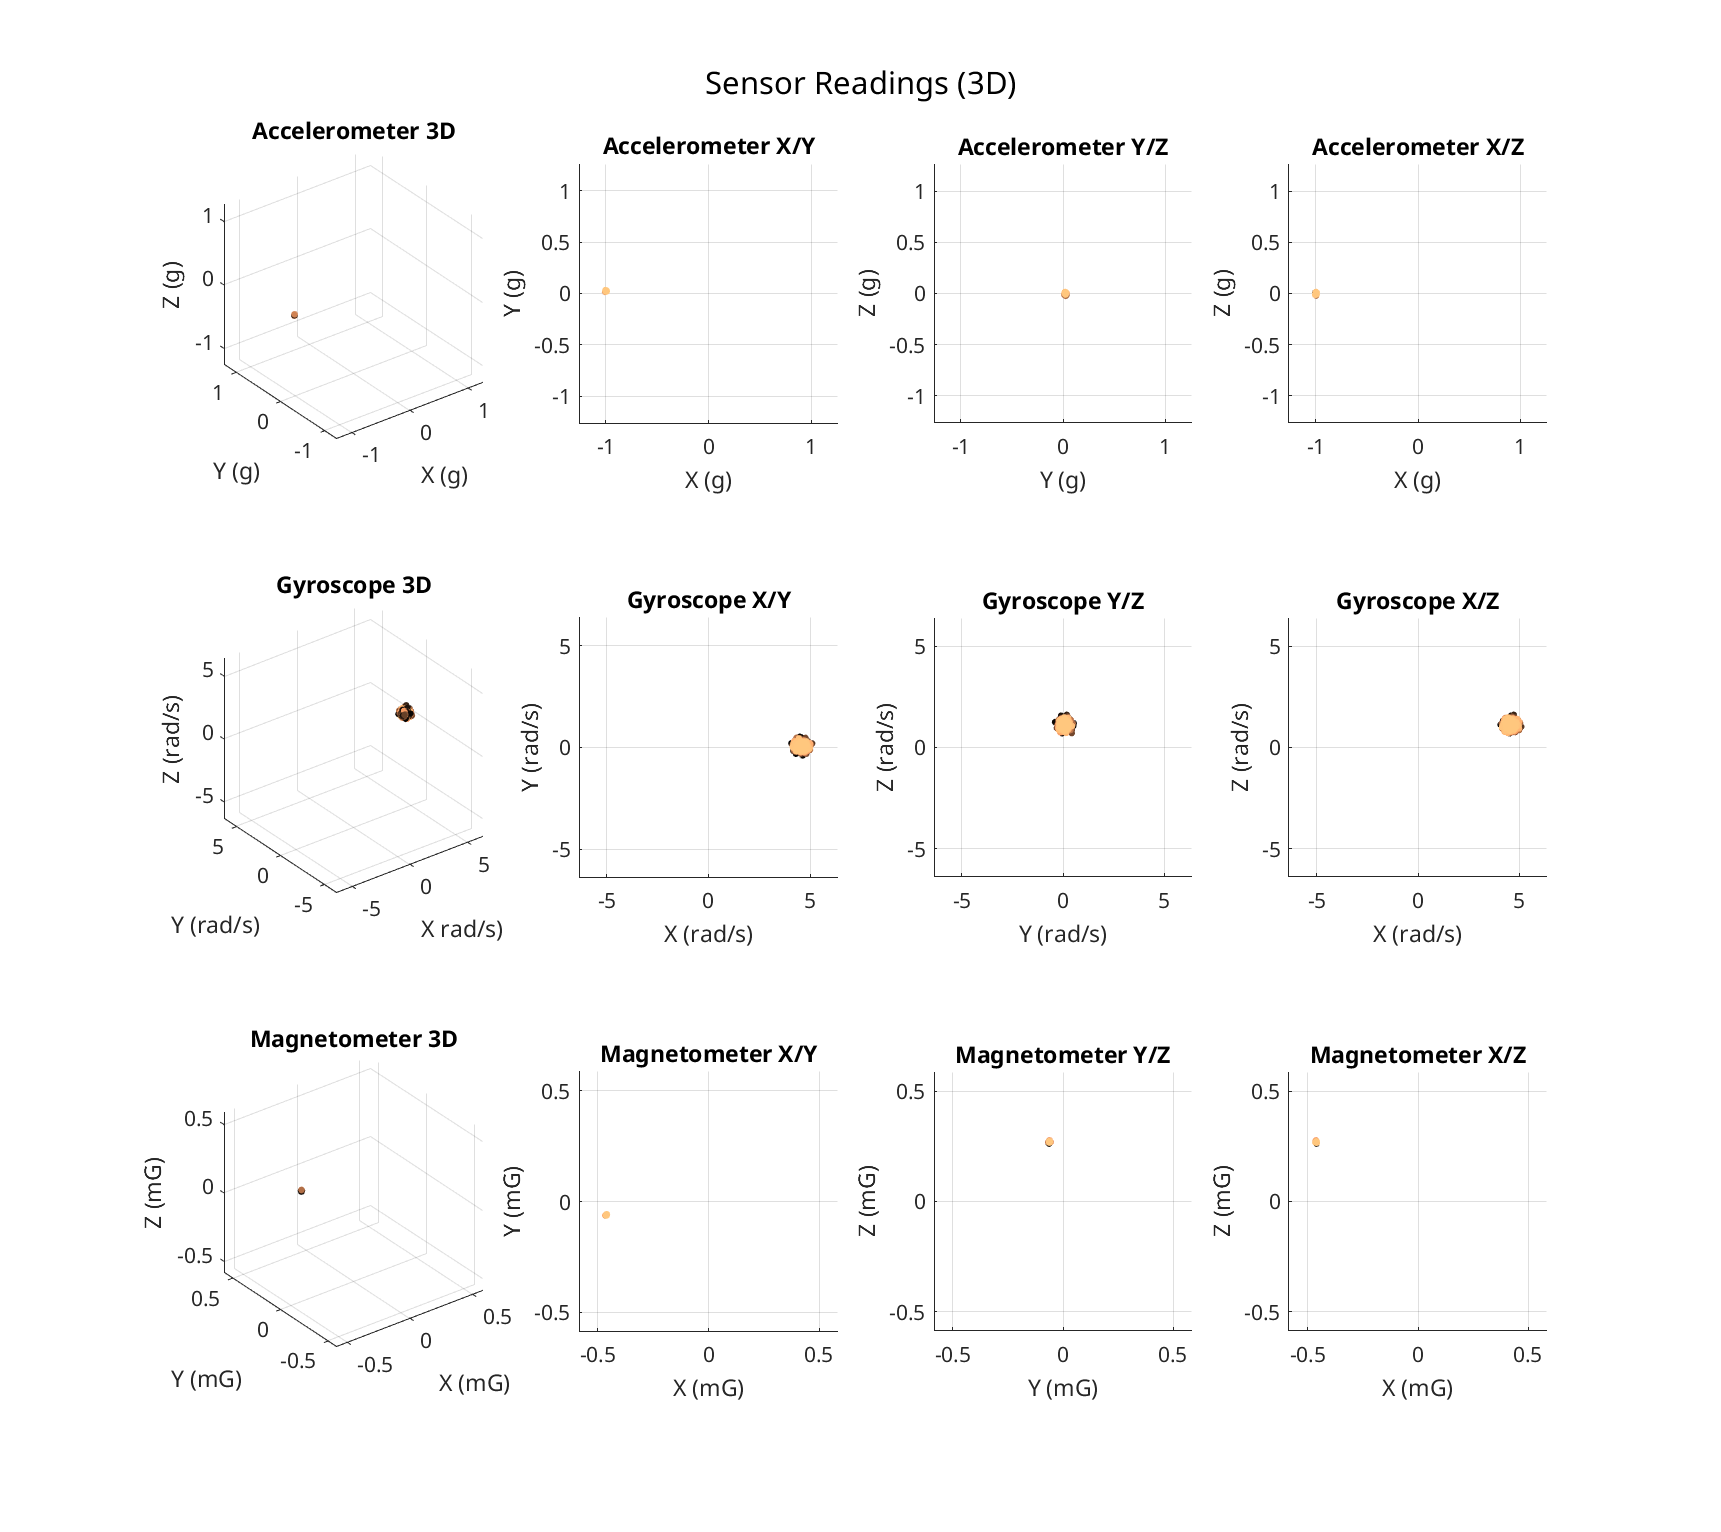 Sensor Readings (3D)
Accelerometer 3D
1
0
-1
Z (g)
1
0
-1
Y (g)
-1
0
1
X (g)
Accelerometer X/Y
1
0.5
0
-0.5
-1
Y (g)
-1
0
1
X (g)
Accelerometer Y/Z
1
0.5
0
-0.5
-1
Z (g)
-1
0
1
Y (g)
Accelerometer X/Z
1
0.5
0
-0.5
-1
Z (g)
-1
0
1
X (g)
Gyroscope 3D
5
0
-5
Z (rad/s)
5
0
-5
Y (rad/s)
-5
0
5
X rad/s)
Gyroscope X/Y
5
0
-5
Y (rad/s)
-5
0
5
X (rad/s)
Gyroscope Y/Z
5
0
-5
Z (rad/s)
-5
0
5
Y (rad/s)
Gyroscope X/Z
5
0
-5
Z (rad/s)
-5
0
5
X (rad/s)
Magnetometer 3D
0.5
0
-0.5
Z (mG)
0.5
0
-0.5
Y (mG)
-0.5
0
0.5
X (mG)
Magnetometer X/Y
0.5
0
-0.5
Y (mG)
-0.5
0
0.5
X (mG)
Magnetometer Y/Z
0.5
0
-0.5
Z (mG)
-0.5
0
0.5
Y (mG)
Magnetometer X/Z
0.5
0
-0.5
Z (mG)
-0.5
0
0.5
X (mG)